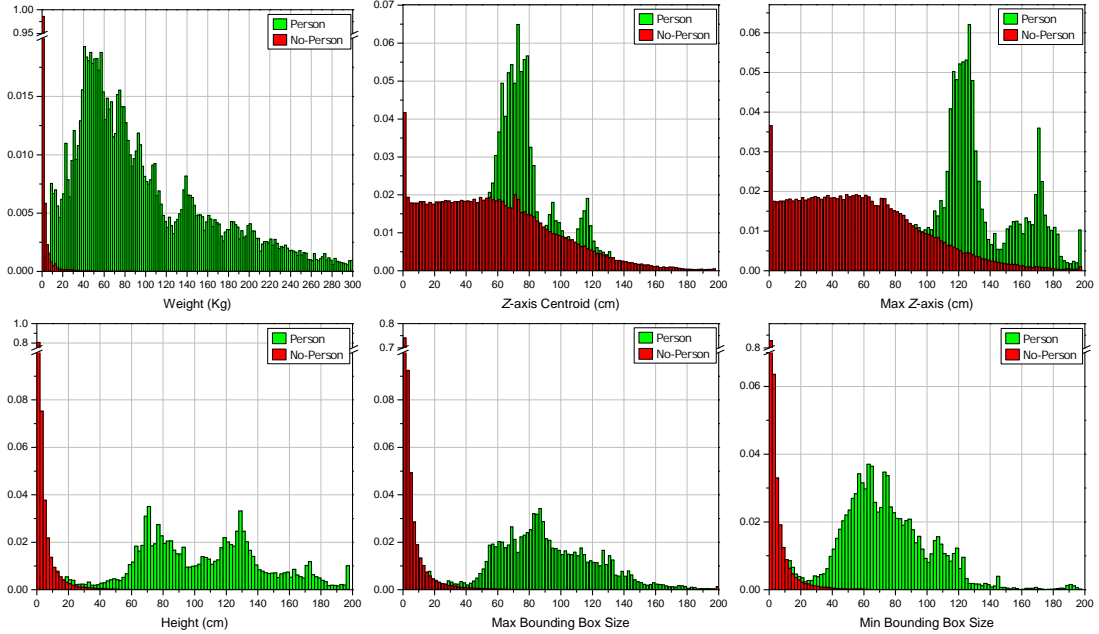 1.00
0.95
0.015
0.010
0.005
0.000
0 20 40 60 80 100 120 140 160 180 200 220 240 260 280 300
Weight (Kg)
Person
No-Person
0.07
0.06
0.05
0.04
0.03
0.02
0.01
0.00
0 20 40 60 80 100 120 140 160 180 200
Z-axis Centroid (cm)
Person
No-Person
0.06
0.05
0.04
0.03
0.02
0.01
0.00
0 20 40 60 80 100 120 140 160 180 200
Max Z-axis (cm)
Person
No-Person
1.0
0.8
0.08
0.06
0.04
0.02
0.00
0 20 40 60 80 100 120 140 160 180 200
Height (cm)
Person
No-Person
0.8
0.7
0.08
0.06
0.04
0.02
0.00
0 20 40 60 80 100 120 140 160 180 200
Max Bounding Box Size
Person
No-Person
0.8
0.06
0.04
0.02
0.00
0 20 40 60 80 100 120 140 160 180 200
Min Bounding Box Size
Person
No-Person